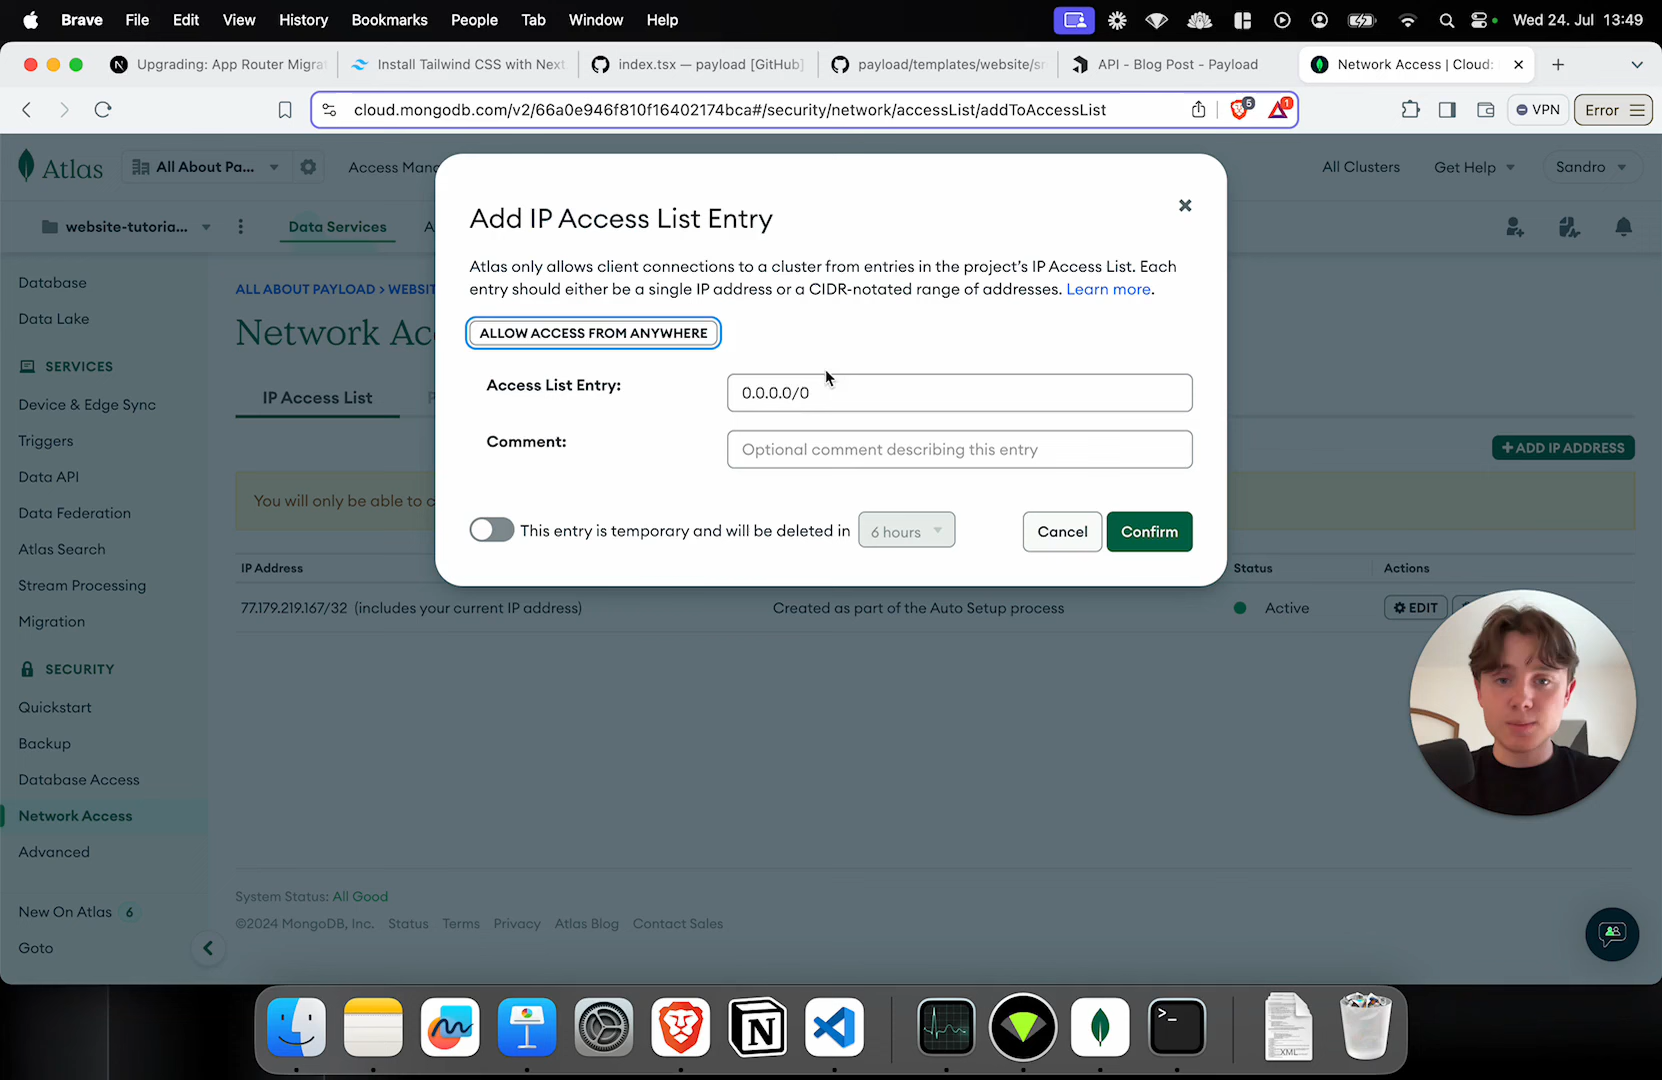 Brave File Edit View History Bookmarks People Tab Window Help Wed 24. Jul 13:49
Upgrading: App Router Migra Install Tailwind CSS with Next index.tsx — payload [GitHub] payload/templates/website/sr API - Blog Post - Payload Network Access | Cloud:
cloud.mongodb.com/v2/66a0e946f810f16402174bca#/security/network/accessList/addToAccessList 5 1 VPN Error
Atlas All About Pa... Access Mana All Clusters Get Help Sandro
website-tutoria... Data Services A
Add IP Access List Entry
Atlas only allows client connections to a cluster from entries in the project's IP Access List. Each
entry should either be a single IP address or a CIDR-notated range of addresses. Learn more.
ALLOW ACCESS FROM ANYWHERE
Access List Entry: 0.0.0.0/0
Comment: Optional comment describing this entry
This entry is temporary and will be deleted in 6 hours Cancel Confirm
Database
Data Lake
SERVICES
Device & Edge Sync
Triggers
Data API
Data Federation
Atlas Search
Stream Processing
Migration
SECURITY
Quickstart
Backup
Database Access
Network Access
Advanced
New On Atlas 6
Goto
ALL ABOUT PAYLOAD > WEBSI
Network Ac
IP Access List P
+ ADD IP ADDRESS
You will only be able to c
IP Address Status Actions
77.179.219.167/32 (includes your current IP address) Created as part of the Auto Setup process Active EDIT
System Status: All Good
©2024 MongoDB, Inc. Status Terms Privacy Atlas Blog Contact Sales
XML